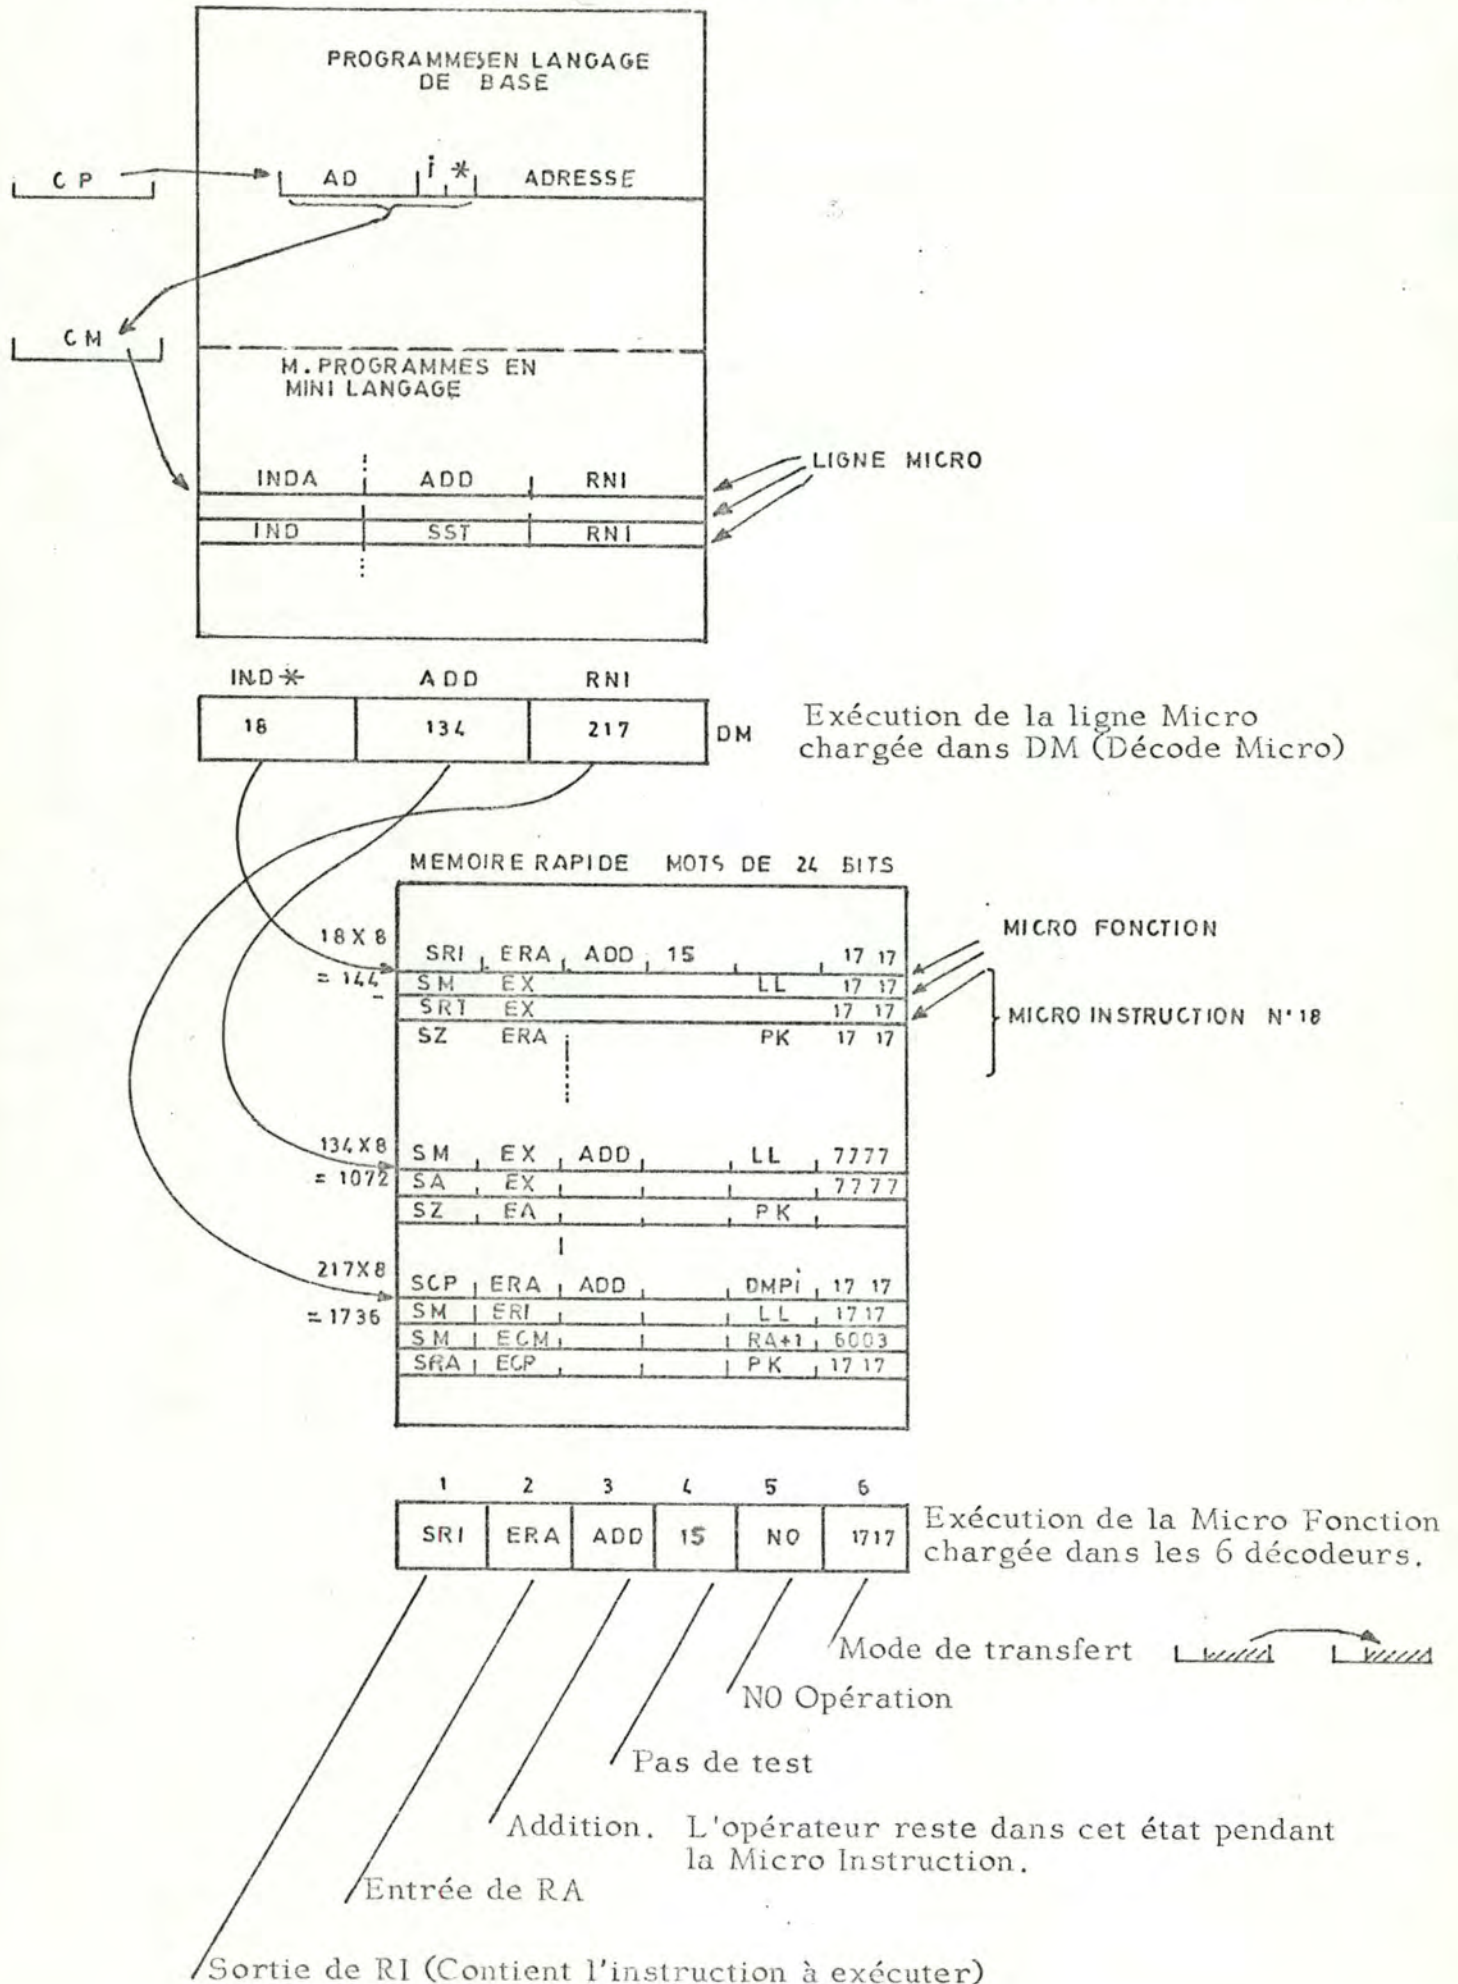 PROGRAMMES EN LANGAGE
DE BASE
CP
AD i * ADRESSE
CM
M.PROGRAMMES EN
MINI LANGAGE
LIGNE MICRO
INDA ADD RNI
IND SST RNI
IND* ADD RNI
18 134 217 DM
Exécution de la ligne Micro
chargée dans DM (Décode Micro)
MEMOIRE RAPIDE MOTS DE 24 BITS
MICRO FONCTION
18X8
= 144
SRI ERA ADD 15 17 17
SM EX LL 17 17
SRI EX 17 17
SZ ERA PK 17 17
MICRO INSTRUCTION N°18
134X8
= 1072
SM EX ADD LL 7777
SA EX 7777
SZ EA PK
217X8
= 1736
SCP ERA ADD DMPi 17 17
SM ERI LL 17 17
SM ECM RA+1 6003
SRA ECP PK 17 17
1 2 3 4 5 6
SRI ERA ADD 15 NO 1717
Exécution de la Micro Fonction
chargée dans les 6 décodeurs.
Mode de transfert
NO Opération
Pas de test
Addition. L'opérateur reste dans cet état pendant
la Micro Instruction.
Entrée de RA
Sortie de RI (Contient l'instruction à exécuter)